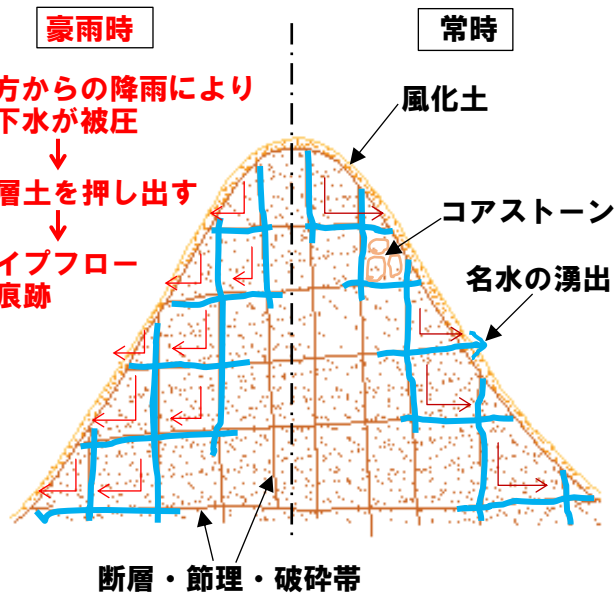 豪雨時
常時
方からの降雨により
下水が被圧
↓
層土を押し出す
↓
イプフロー
痕跡
風化土
コアストーン
名水の湧出
断層・節理・破砕帯